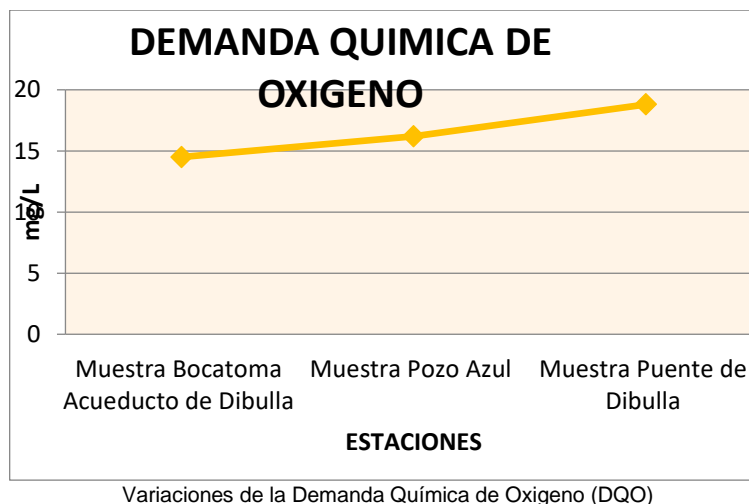 DEMANDA QUIMICA DE
OXIGENO
20
15
10
5
0
mg/L
Muestra Bocatoma
Acueducto de Dibulla
Muestra Pozo Azul
Muestra Puente de
Dibulla
ESTACIONES
Variaciones de la Demanda Química de Oxigeno (DQO)